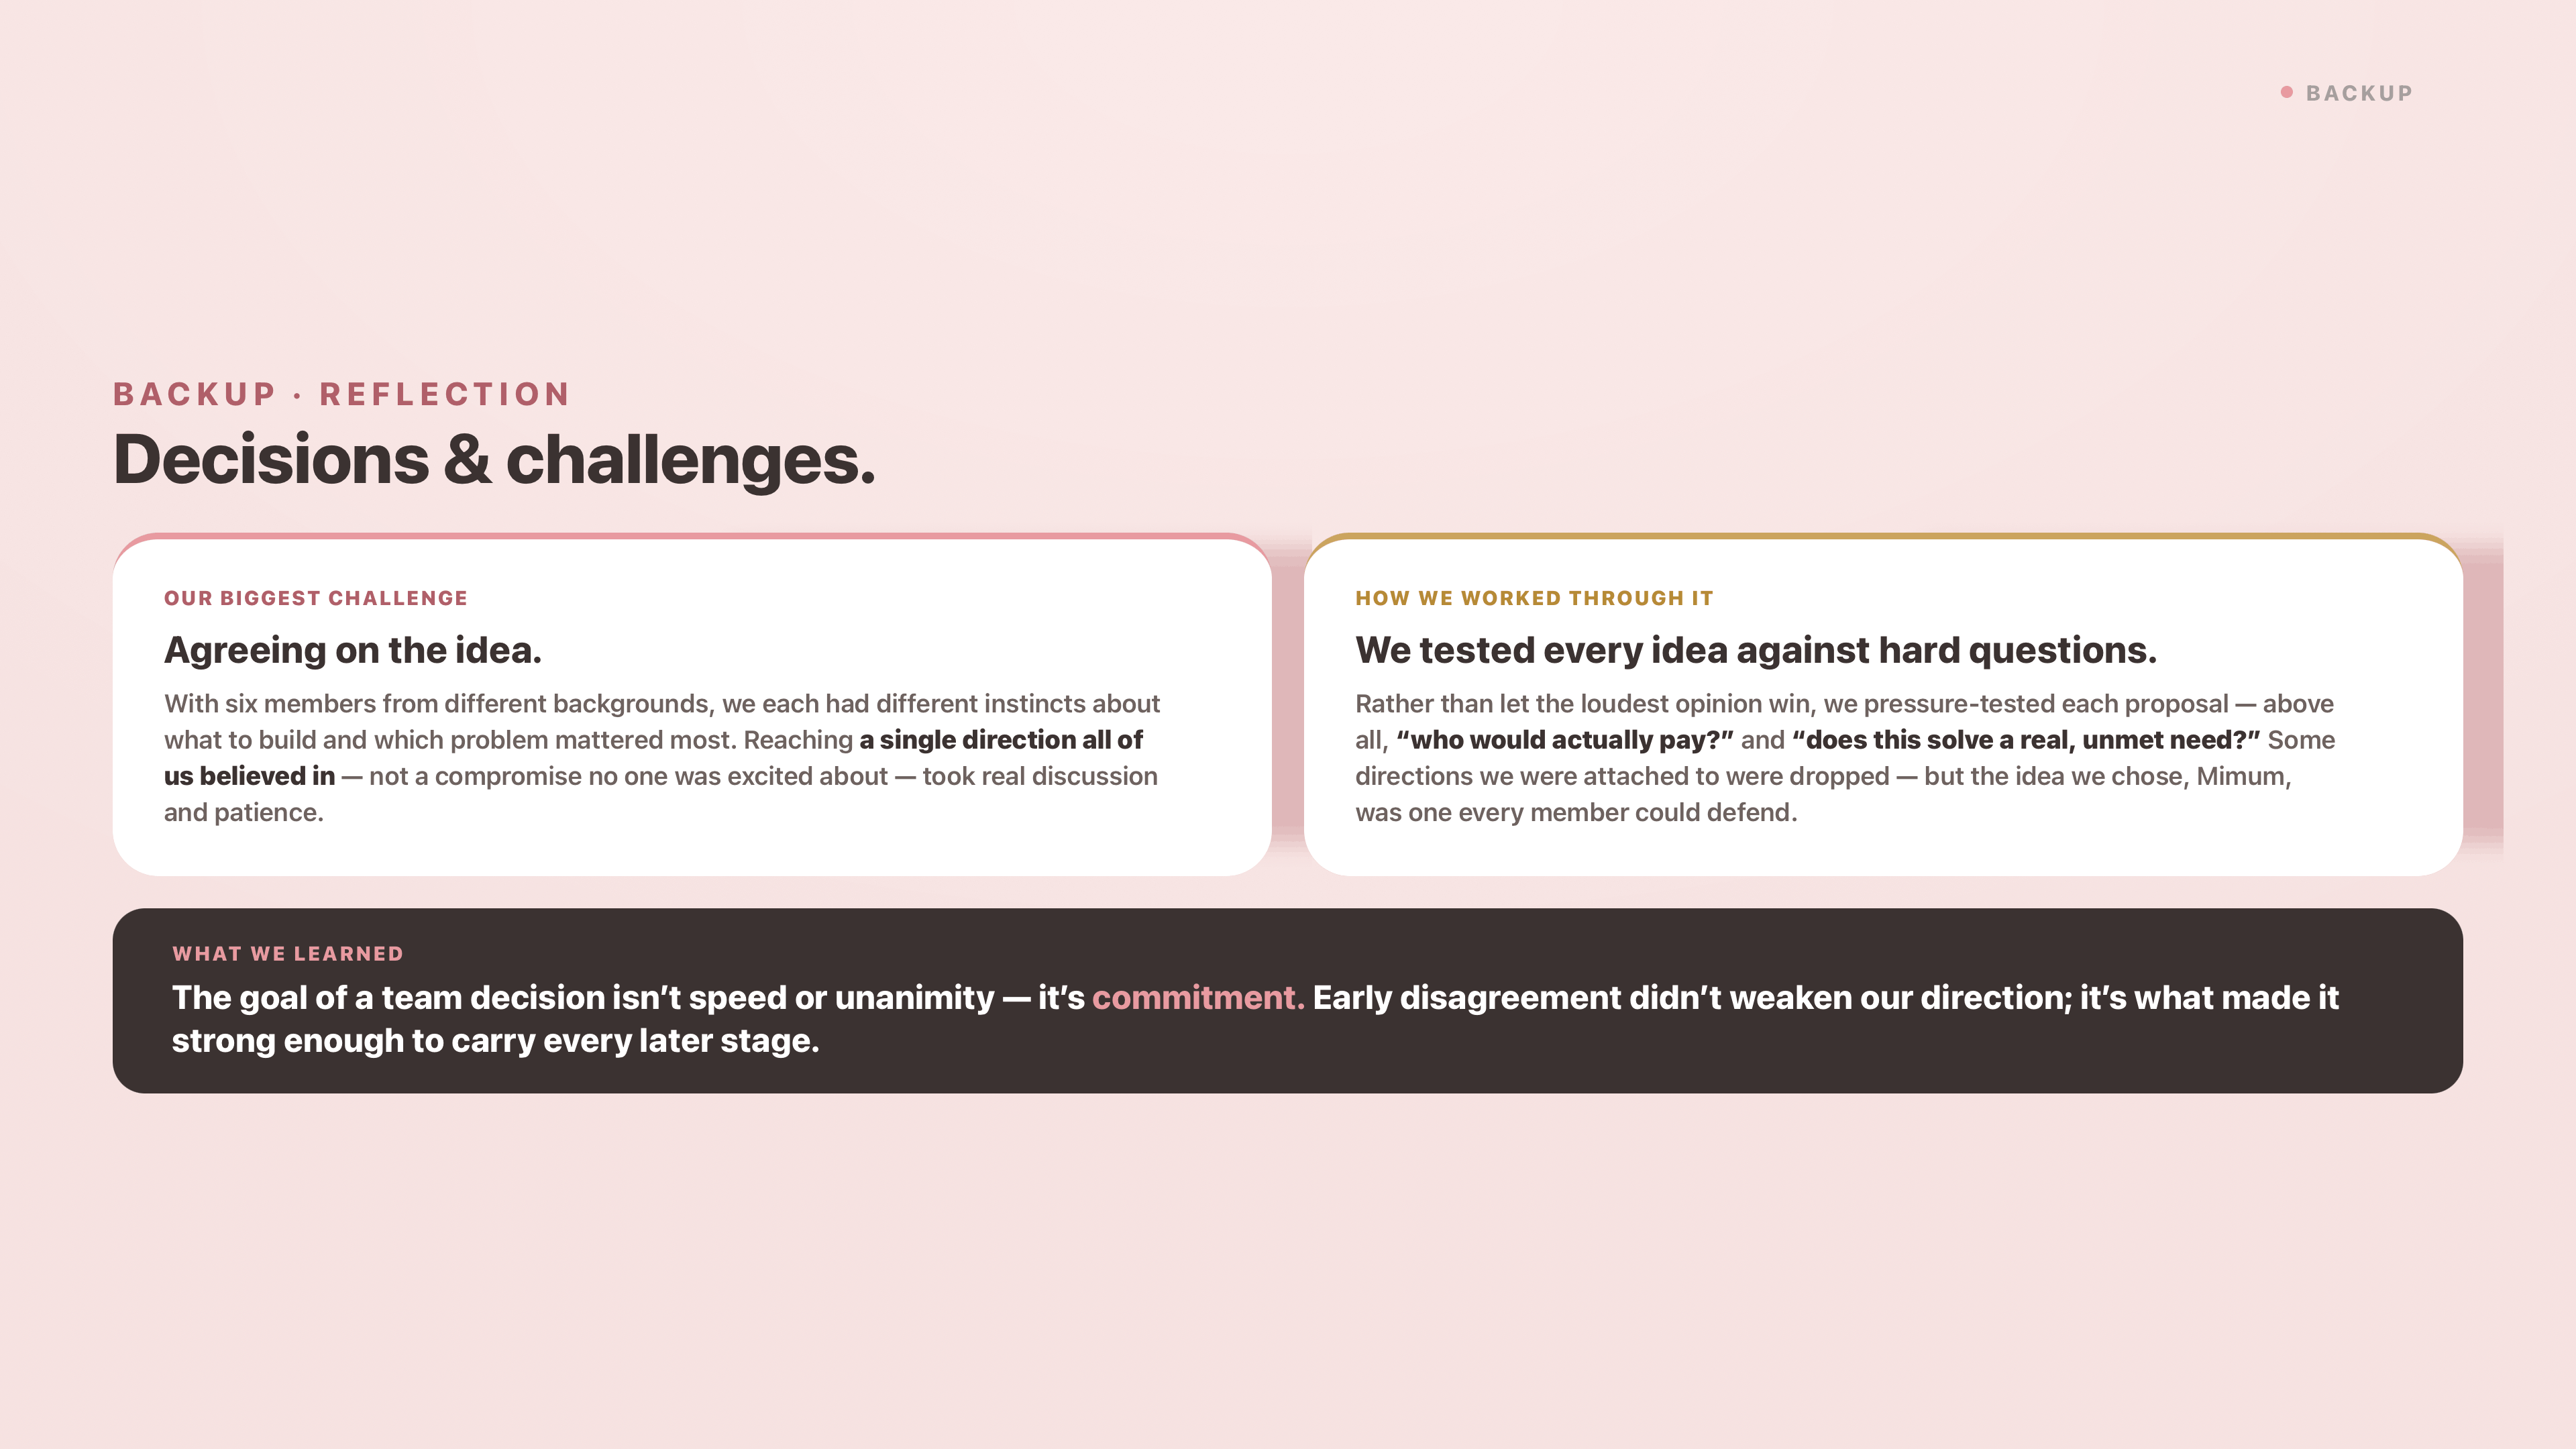 BACKUP
BACKUP · REFLECTION
Decisions & challenges.
OUR BIGGEST CHALLENGE
Agreeing on the idea.
With six members from different backgrounds, we each had different instincts about
what to build and which problem mattered most. Reaching a single direction all of
us believed in — not a compromise no one was excited about — took real discussion
and patience.
HOW WE WORKED THROUGH IT
We tested every idea against hard questions.
Rather than let the loudest opinion win, we pressure-tested each proposal — above
all, “who would actually pay?” and “does this solve a real, unmet need?” Some
directions we were attached to were dropped — but the idea we chose, Mimum,
was one every member could defend.
WHAT WE LEARNED
The goal of a team decision isn’t speed or unanimity — it’s commitment. Early disagreement didn’t weaken our direction; it’s what made it
strong enough to carry every later stage.